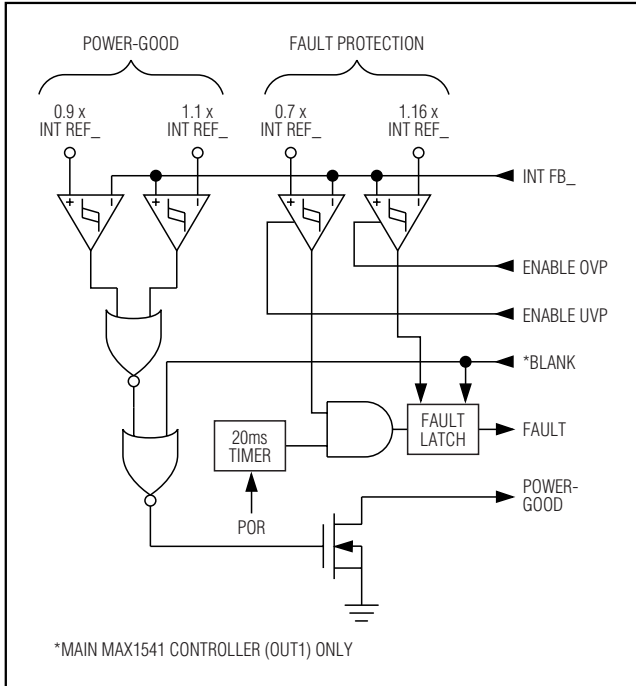 POWER-GOOD
FAULT PROTECTION
0.9 x
INT REF_
1.1 x
INT REF_
0.7 x
INT REF_
1.16 x
INT REF_
INT FB_
+
-
+
-
+
-
+
-
ENABLE OVP
ENABLE UVP
*BLANK
20ms
TIMER
FAULT
LATCH
FAULT
POR
POWER-
GOOD
*MAIN MAX1541 CONTROLLER (OUT1) ONLY